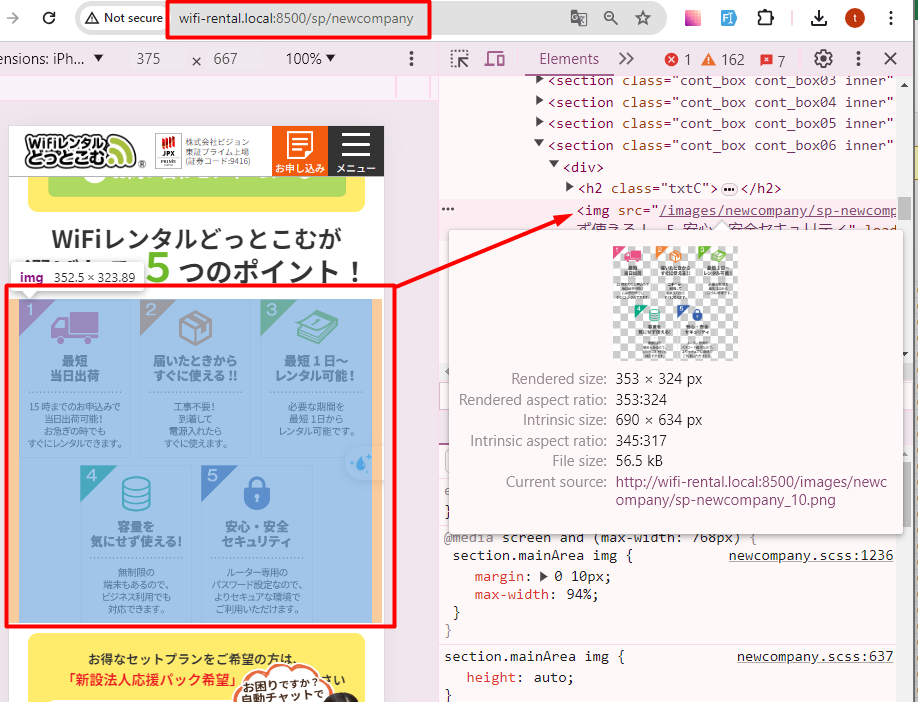 Not secure
wifi-rental.local:8500/sp/newcompany
ensions: iPh...
375
×
667
100%
Elements
1
162
7
<section class="cont_box cont_box03 inner"
<section class="cont_box cont_box04 inner"
<section class="cont_box cont_box05 inner"
<section class="cont_box cont_box06 inner"
<div>
<h2 class="txtC"> ••• </h2>
<img src="/images/newcompany/sp-newcomp
WiFiレンタル
どっとこむ®
JPX
PRIME
株式会社ビジョン
東証プライム上場
(証券コード:9416)
お申し込み
メニュー
WiFiレンタルどっとこむが
5つのポイント！
img 352.5 × 323.89
1
最短
当日出荷
15時までのお申込みで
当日出荷可能!
お急ぎの時でも
すぐにレンタルできます。
2
届いたときから
すぐに使える!!
工事不要!
到着して
電源入れたら
すぐに使えます。
3
最短1日～
レンタル可能!
必要な期間を
最短1日から
レンタル可能です。
4
容量を
気にせず使える!
無制限の
端末もあるので、
ビジネス利用でも
対応できます。
5
安心・安全
セキュリティ
ルーター専用の
パスワード設定なので、
よりセキュアな環境で
ご利用いただけます。
お得なセットプランをご希望の方は、
「新設法人応援パック希望」
さい
お困りですか?
自動チャットで
Rendered size: 353 × 324 px
Rendered aspect ratio: 353:324
Intrinsic size: 690 × 634 px
Intrinsic aspect ratio: 345:317
File size: 56.5 kB
Current source: http://wifi-rental.local:8500/images/newc
ompany/sp-newcompany_10.png
@media screen and (max-width: 768px) {
section.mainArea img {
newcompany.scss:1236
margin: 0 10px;
max-width: 94%;
}
}
section.mainArea img {
newcompany.scss:637
height: auto;
}